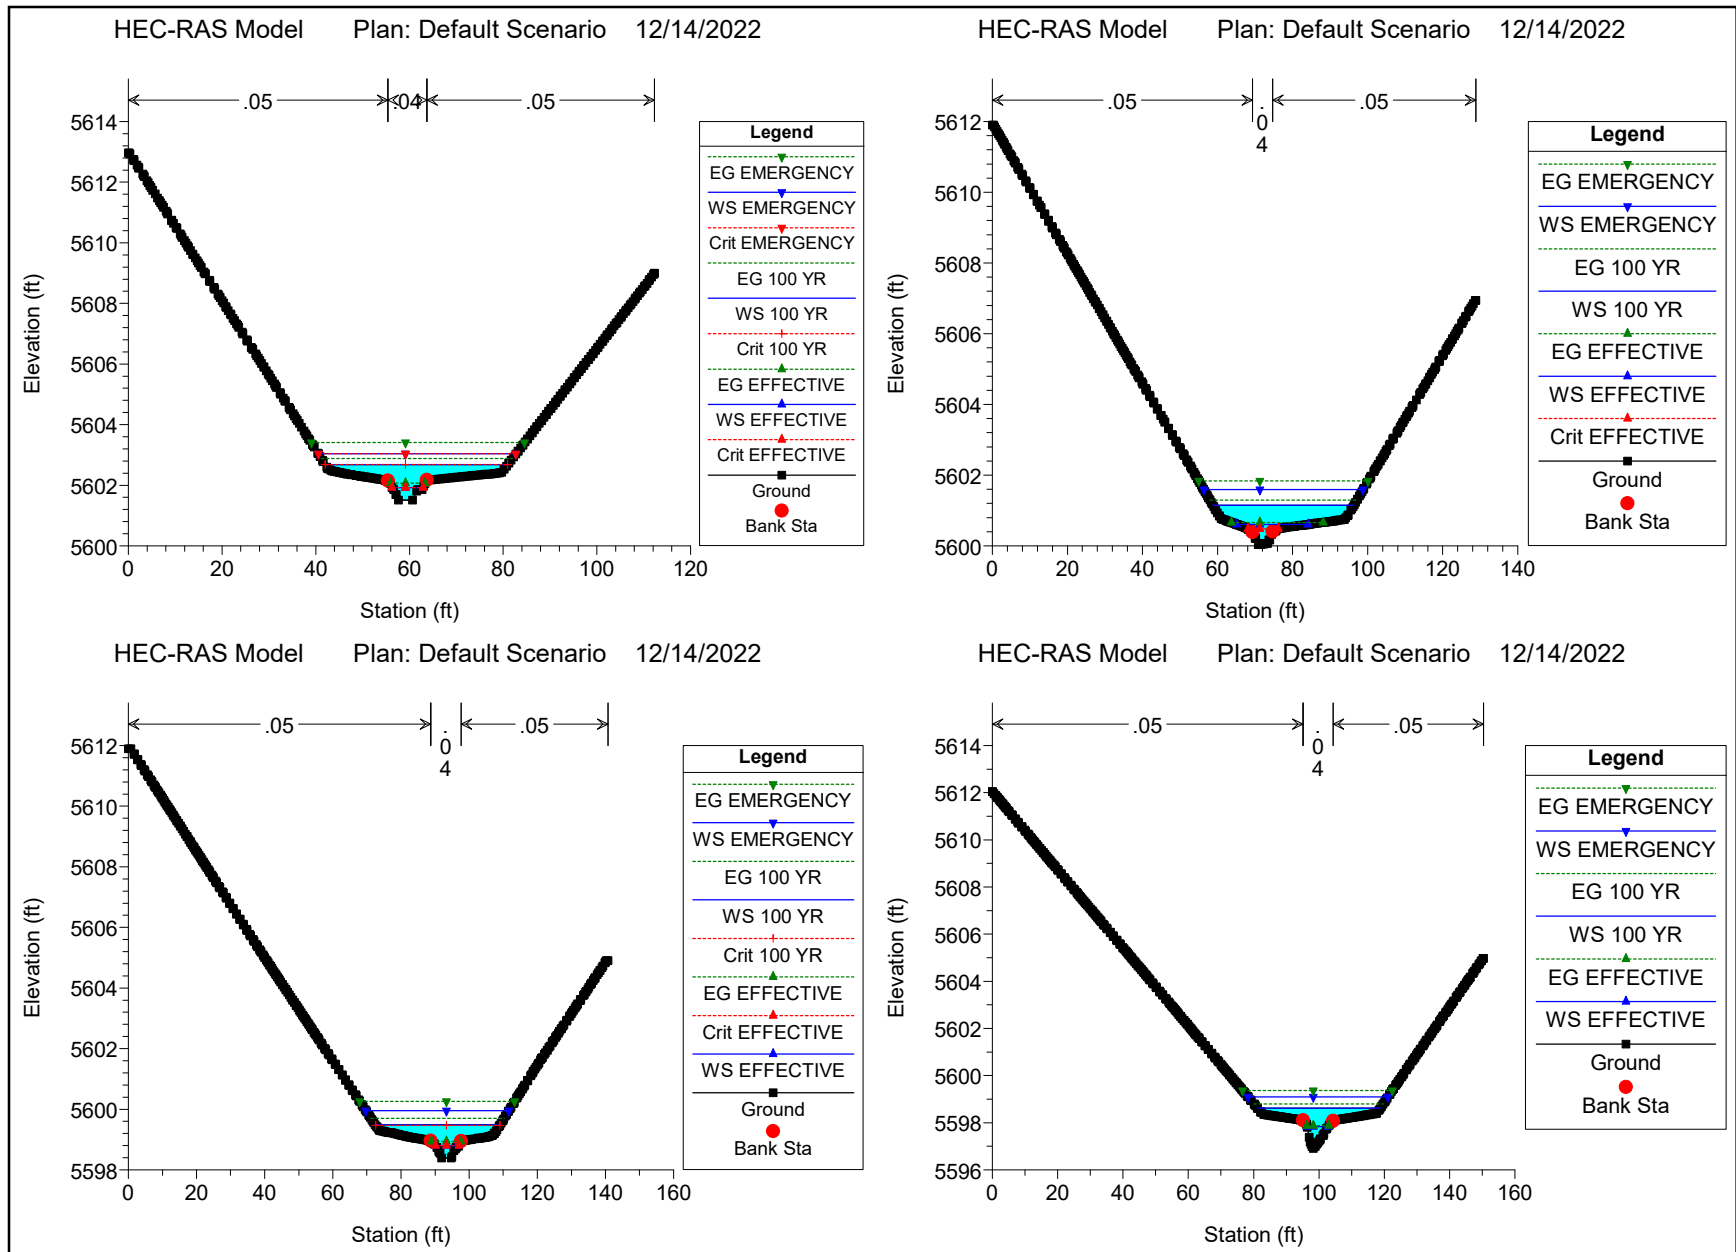 HEC-RAS Model Plan: Default Scenario 12/14/2022
.05 .04 .05
5614
5612
5610
5608
5606
5604
5602
5600
Elevation (ft)
0 20 40 60 80 100 120
Station (ft)
Legend
EG EMERGENCY
WS EMERGENCY
Crit EMERGENCY
EG 100 YR
WS 100 YR
Crit 100 YR
EG EFFECTIVE
WS EFFECTIVE
Crit EFFECTIVE
Ground
Bank Sta
HEC-RAS Model Plan: Default Scenario 12/14/2022
.05 .04 .05
5612
5610
5608
5606
5604
5602
5600
Elevation (ft)
0 20 40 60 80 100 120 140
Station (ft)
Legend
EG EMERGENCY
WS EMERGENCY
EG 100 YR
WS 100 YR
EG EFFECTIVE
WS EFFECTIVE
Crit EFFECTIVE
Ground
Bank Sta
HEC-RAS Model Plan: Default Scenario 12/14/2022
.05 .04 .05
5612
5610
5608
5606
5604
5602
5600
5598
Elevation (ft)
0 20 40 60 80 100 120 140 160
Station (ft)
Legend
EG EMERGENCY
WS EMERGENCY
EG 100 YR
WS 100 YR
Crit 100 YR
EG EFFECTIVE
Crit EFFECTIVE
WS EFFECTIVE
Ground
Bank Sta
HEC-RAS Model Plan: Default Scenario 12/14/2022
.05 .04 .05
5614
5612
5610
5608
5606
5604
5602
5600
5598
5596
Elevation (ft)
0 20 40 60 80 100 120 140 160
Station (ft)
Legend
EG EMERGENCY
WS EMERGENCY
EG 100 YR
WS 100 YR
EG EFFECTIVE
WS EFFECTIVE
Ground
Bank Sta